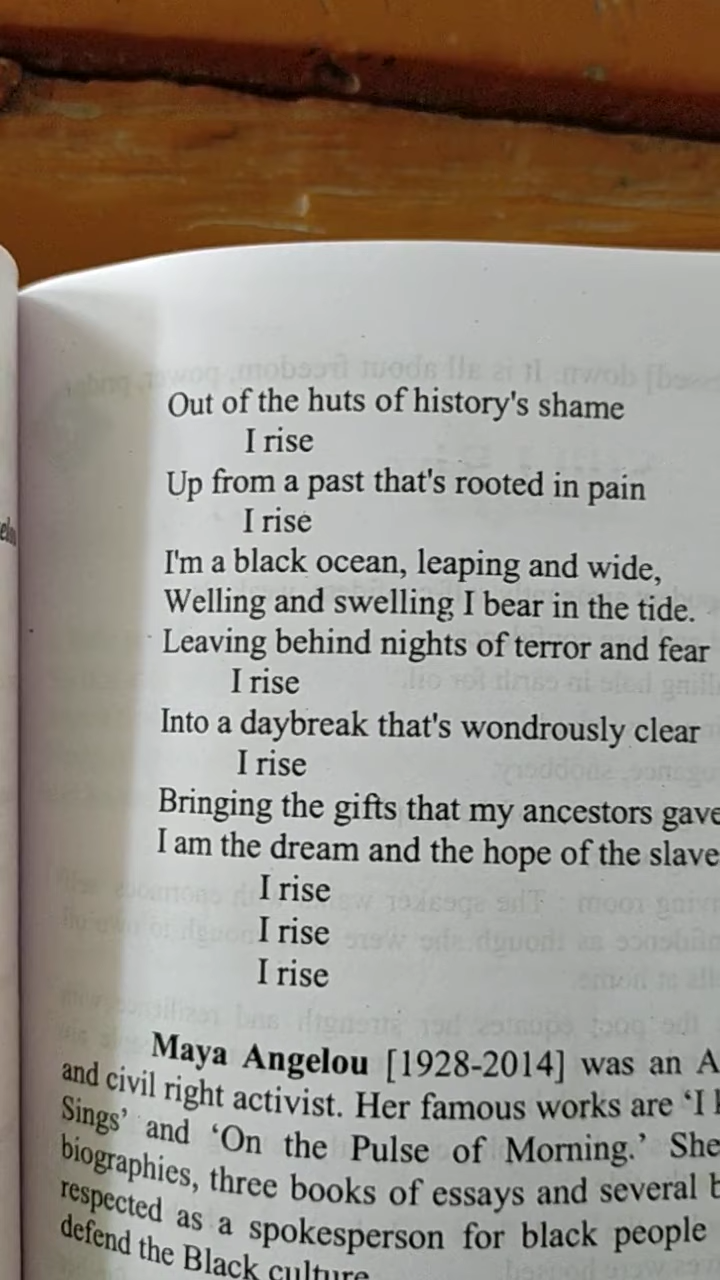 Out of the huts of history's shame
I rise
Up from a past that's rooted in pain
I rise
I'm a black ocean, leaping and wide,
Welling and swelling I bear in the tide.
Leaving behind nights of terror and fear
I rise
Into a daybreak that's wondrously clear
I rise
Bringing the gifts that my ancestors gave
I am the dream and the hope of the slave
I rise
I rise
I rise
Maya Angelou [1928-2014] was an A
and civil right activist. Her famous works are ‘I
Sings’ and ‘On the Pulse of Morning.’ She
biographies, three books of essays and several b
respected as a spokesperson for black people
defend the Black culture